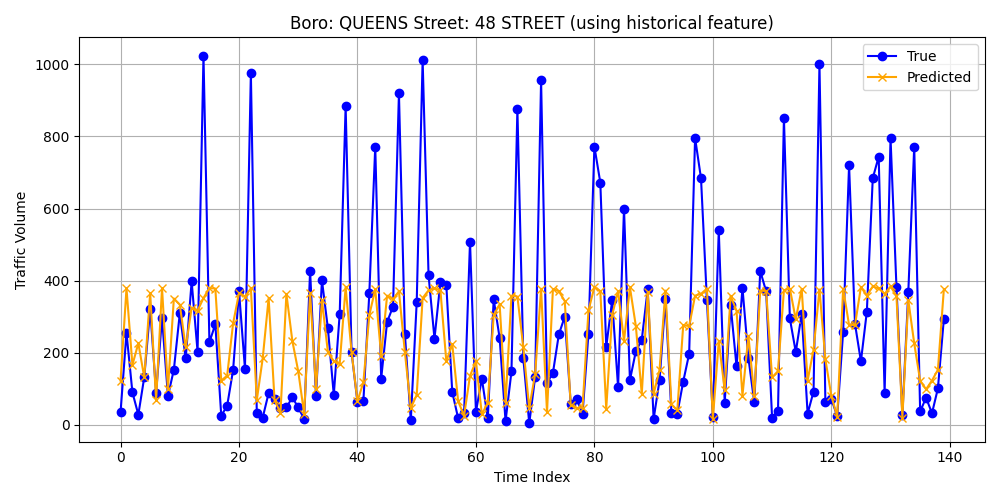 Boro: QUEENS Street: 48 STREET (using historical feature)
True
Predicted
Traffic Volume
1000
800
600
400
200
0
0 20 40 60 80 100 120 140
Time Index